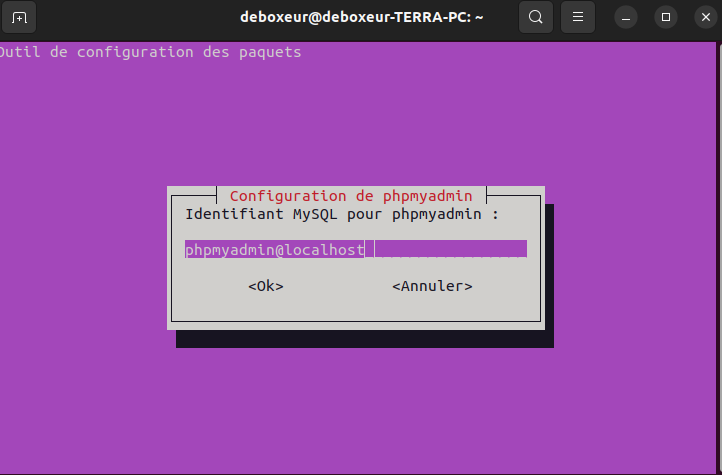 deboxeur@deboxeur-TERRA-PC: ~
Outil de configuration des paquets
Configuration de phpmyadmin
Identifiant MySQL pour phpmyadmin :
phpmyadmin@localhost
<Ok> <Annuler>